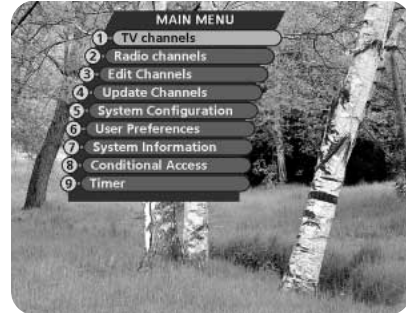 MAIN MENU
1 TV channels
2 Radio channels
3 Edit Channels
4 Update Channels
5 System Configuration
6 User Preferences
7 System Information
8 Conditional Access
9 Timer